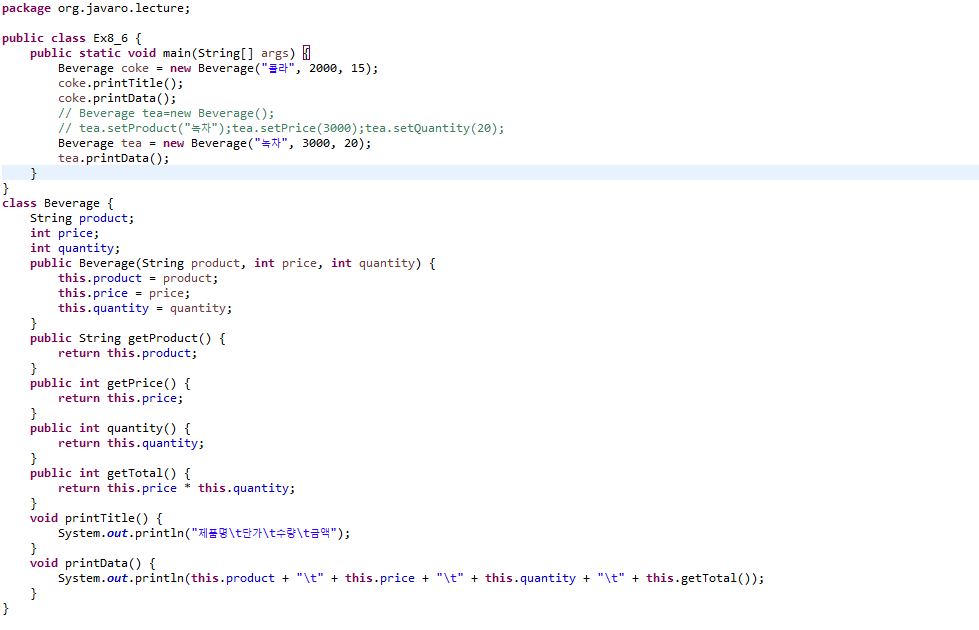 package org.javaro.lecture;
public class Ex8_6 {
public static void main(String[] args) {
Beverage coke = new Beverage("콜라", 2000, 15);
coke.printTitle();
coke.printData();
// Beverage tea=new Beverage();
// tea.setProduct("녹차");tea.setPrice(3000);tea.setQuantity(20);
Beverage tea = new Beverage("녹차", 3000, 20);
tea.printData();
}
}
class Beverage {
String product;
int price;
int quantity;
public Beverage(String product, int price, int quantity) {
this.product = product;
this.price = price;
this.quantity = quantity;
}
public String getProduct() {
return this.product;
}
public int getPrice() {
return this.price;
}
public int quantity() {
return this.quantity;
}
public int getTotal() {
return this.price * this.quantity;
}
void printTitle() {
System.out.println("제품명\t단가\t수량\t금액");
}
void printData() {
System.out.println(this.product + "\t" + this.price + "\t" + this.quantity + "\t" + this.getTotal());
}
}